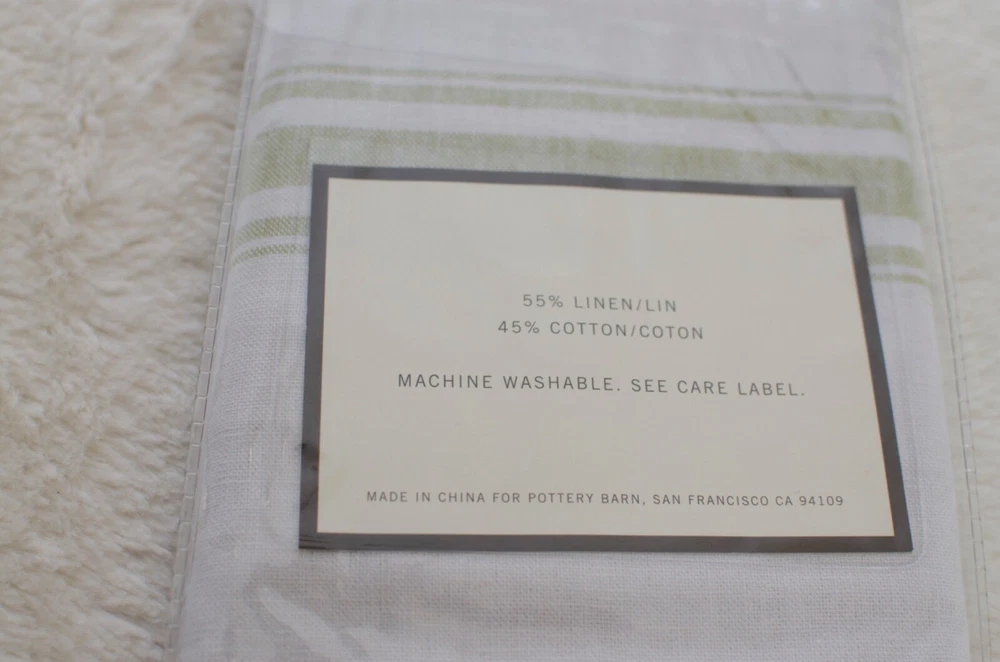 55% LINEN/LIN
45% COTTON/COTON
MACHINE WASHABLE. SEE CARE LABEL.
MADE IN CHINA FOR POTTERY BARN, SAN FRANCISCO CA 94109